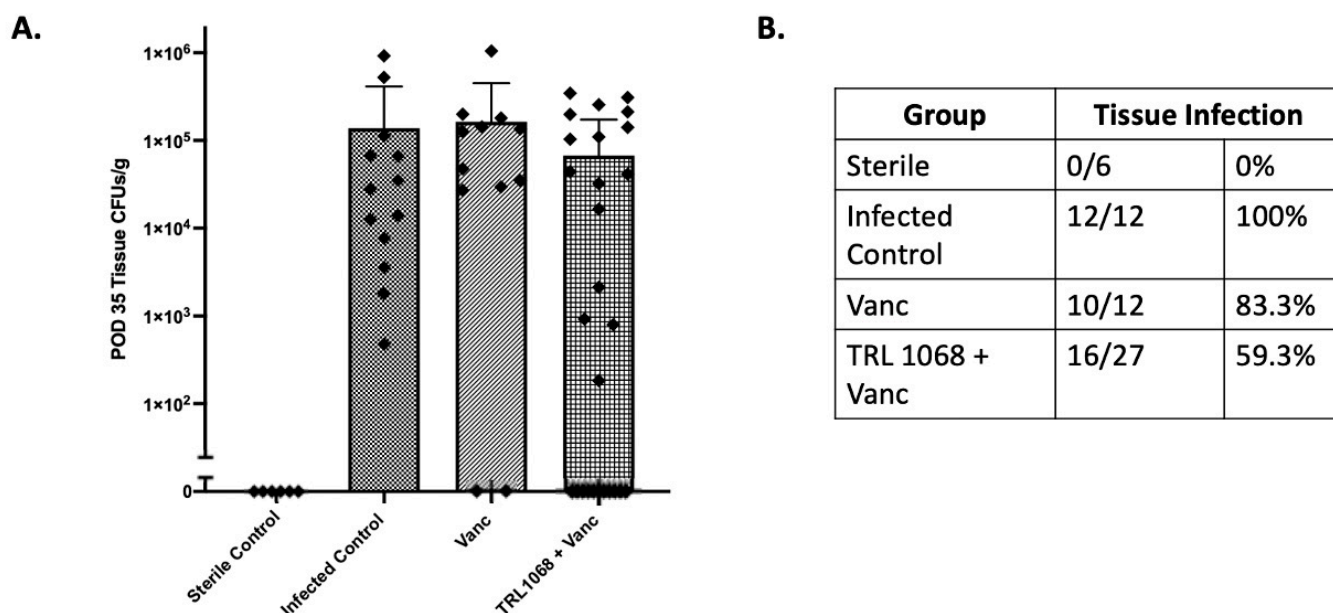 A.
POD 35 Tissue CFUs/g
1×10⁶
1×10⁵
1×10⁴
1×10³
1×10²
0
Sterile Control
Infected Control
Vanc
TRL1068 + Vanc
B.
Group Tissue Infection
Sterile 0/6 0%
Infected 12/12 100%
Control
Vanc 10/12 83.3%
TRL 1068 + 16/27 59.3%
Vanc